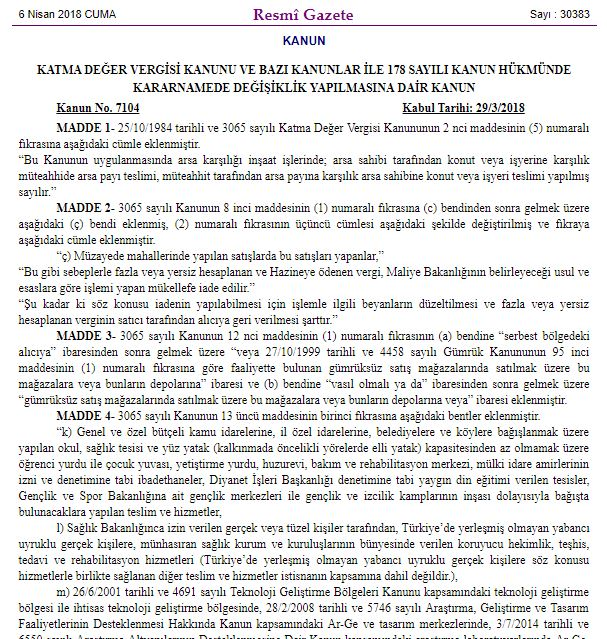 6 Nisan 2018 CUMA
Resmî Gazete
Sayı : 30383
KANUN
KATMA DEĞER VERGİSİ KANUNU VE BAZI KANUNLAR İLE 178 SAYILI KANUN HÜKMÜNDE
KARARNAMEDE DEĞİŞİKLİK YAPILMASINA DAİR KANUN
Kanun No. 7104
Kabul Tarihi: 29/3/2018
MADDE 1- 25/10/1984 tarihli ve 3065 sayılı Katma Değer Vergisi Kanununun 2 nci maddesinin (5) numaralı
fıkrasına aşağıdaki cümle eklenmiştir.
“Bu Kanunun uygulanmasında arsa karşılığı inşaat işlerinde; arsa sahibi tarafından konut veya işyerine karşılık
müteahhide arsa payı teslimi, müteahhit tarafından arsa payına karşılık arsa sahibine konut veya işyeri teslimi yapılmış
sayılır.”
MADDE 2- 3065 sayılı Kanunun 8 inci maddesinin (1) numaralı fıkrasına (c) bendinden sonra gelmek üzere
aşağıdaki (ç) bendi eklenmiş, (2) numaralı fıkrasının üçüncü cümlesi aşağıdaki şekilde değiştirilmiş ve fıkraya
aşağıdaki cümle eklenmiştir.
“ç) Müzayede mahallerinde yapılan satışlarda bu satışları yapanlar,”
“Bu gibi sebeplerle fazla veya yersiz hesaplanan ve Hazineye ödenen vergi, Maliye Bakanlığının belirleyeceği usul ve
esaslara göre işlemi yapan mükellefe iade edilir.”
“Şu kadar ki söz konusu iadenin yapılabilmesi için işlemle ilgili beyanların düzeltilmesi ve fazla veya yersiz
hesaplanan verginin satıcı tarafından alıcıya geri verilmesi şarttır.”
MADDE 3- 3065 sayılı Kanunun 12 nci maddesinin (1) numaralı fıkrasının (a) bendine “serbest bölgedeki
alıcıya” ibaresinden sonra gelmek üzere “veya 27/10/1999 tarihli ve 4458 sayılı Gümrük Kanununun 95 inci
maddesinin (1) numaralı fıkrasına göre faaliyette bulunan gümrüksüz satış mağazalarında satılmak üzere bu
mağazalara veya bunların depolarına” ibaresi ve (b) bendine “vasıl olmalı ya da” ibaresinden sonra gelmek üzere
“gümrüksüz satış mağazalarında satılmak üzere bu mağazalara veya bunların depolarına veya” ibaresi eklenmiştir.
MADDE 4- 3065 sayılı Kanunun 13 üncü maddesinin birinci fıkrasına aşağıdaki bentler eklenmiştir.
“k) Genel ve özel bütçeli kamu idarelerine, il özel idarelerine, belediyelere ve köylere bağışlanmak üzere
yapılan okul, sağlık tesisi ve yüz yatak (kalkınmada öncelikli yörelerde elli yatak) kapasitesinden az olmamak üzere
öğrenci yurdu ile çocuk yuvası, yetiştirme yurdu, huzurevi, bakım ve rehabilitasyon merkezi, mülki idare amirlerinin
izni ve denetimine tabi ibadethaneler, Diyanet İşleri Başkanlığı denetimine tabi yaygın din eğitimi verilen tesisler,
Gençlik ve Spor Bakanlığına ait gençlik merkezleri ile gençlik ve izcilik kamplarının inşası dolayısıyla bağışta
bulunacaklara yapılan teslim ve hizmetler,
l) Sağlık Bakanlığınca izin verilen gerçek veya tüzel kişiler tarafından, Türkiye’de yerleşmiş olmayan yabancı
uyruklu gerçek kişilere, münhasıran sağlık kurum ve kuruluşlarının bünyesinde verilen koruyucu hekimlik, teşhis,
tedavi ve rehabilitasyon hizmetleri (Türkiye’de yerleşmiş olmayan yabancı uyruklu gerçek kişilere söz konusu
hizmetlerle birlikte sağlanan diğer teslim ve hizmetler istisnanın kapsamına dahil değildir.),
m) 26/6/2001 tarihli ve 4691 sayılı Teknoloji Geliştirme Bölgeleri Kanunu kapsamındaki teknoloji geliştirme
bölgesi ile ihtisas teknoloji geliştirme bölgesinde, 28/2/2008 tarihli ve 5746 sayılı Araştırma, Geliştirme ve Tasarım
Faaliyetlerinin Desteklenmesi Hakkında Kanun kapsamındaki Ar-Ge ve tasarım merkezlerinde, 3/7/2014 tarihli ve